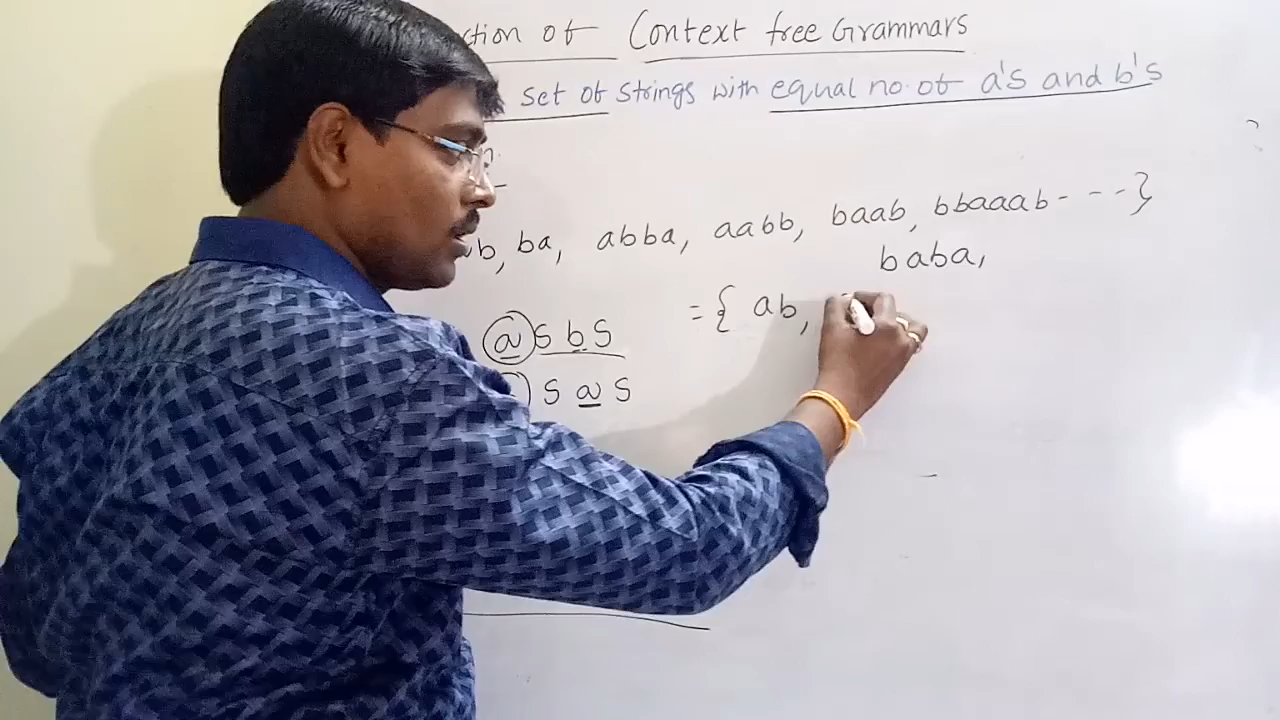 ction of Context free Grammars
set of strings with equal no. of a's and b's
n:
b, ba, abba, aabb, baab, bbaaab- - - -}
baba,
a S b S = { ab,
S a S